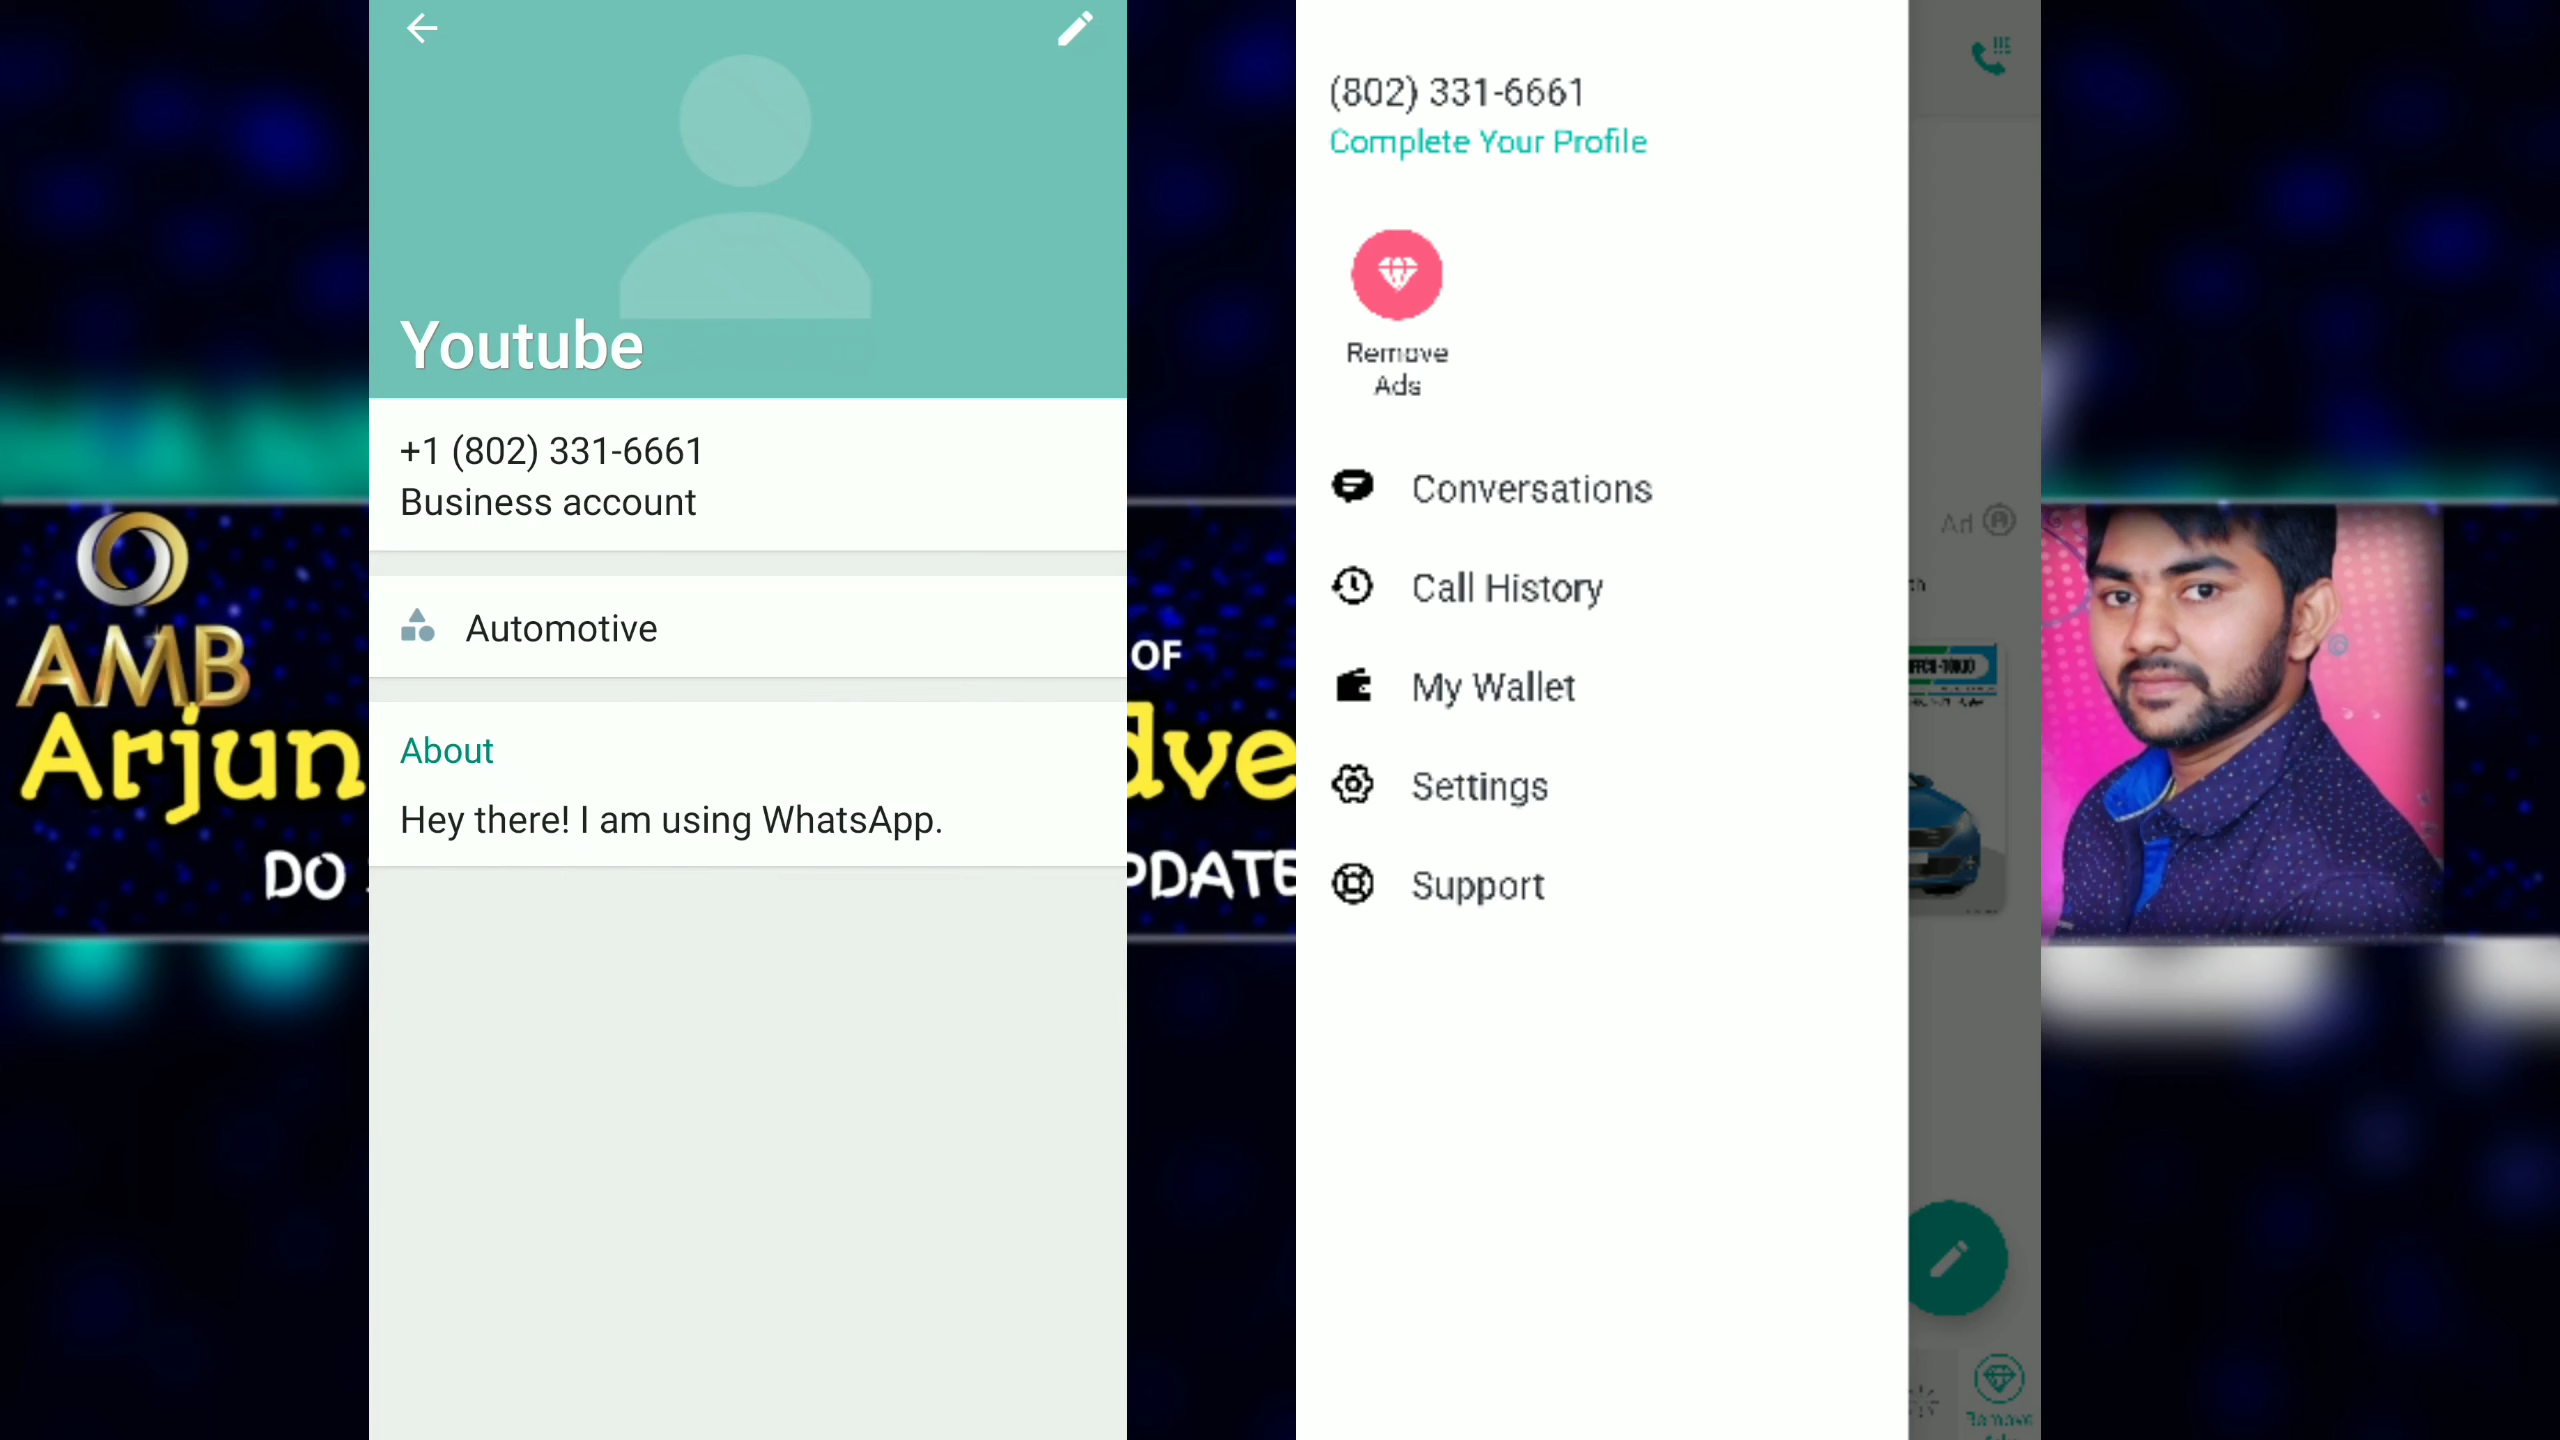 Youtube
+1 (802) 331-6661
Business account
Automotive
About
Hey there! I am using WhatsApp.
(802) 331-6661
Complete Your Profile
Remove
Ads
Conversations
Call History
My Wallet
Settings
Support
Ad
Remove
AMB
Arjun
DO
OF
dve
PDATE